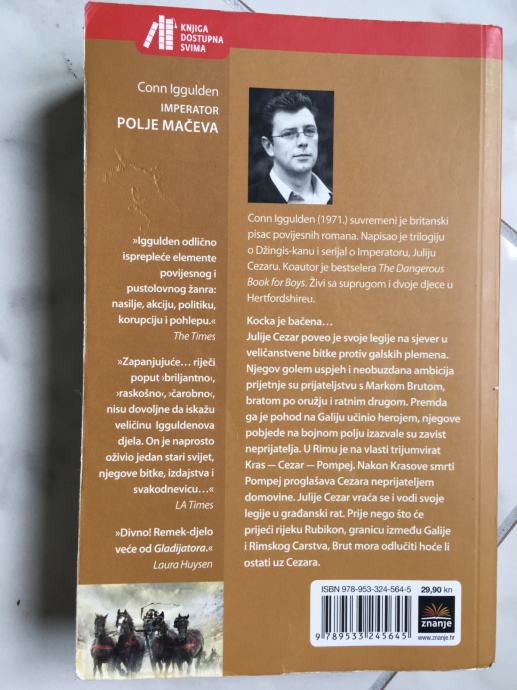 KNJIGA
DOSTUPNA
SVIMA
Conn Iggulden
IMPERATOR
POLJE MAČEVA
»Iggulden odlično
isprepleće elemente
povijesnog i
pustolovnog žanra:
nasilje, akciju, politiku,
korupciju i pohlepu.«
The Times
»Zapanjujuće... riječi
poput ›briljantno‹,
›raskošno‹, ›čarobno‹,
nisu dovoljne da iskažu
veličinu Igguldenova
djela. On je naprosto
oživio jedan stari svijet,
njegove bitke, izdajstva i
svakodnevicu...«
LA Times
»Divno! Remek-djelo
veće od Gladijatora.«
Laura Huysen
Conn Iggulden (1971.) suvremeni je britanski
pisac povijesnih romana. Napisao je trilogiju
o Džingis-kanu i serijal o Imperatoru, Juliju
Cezaru. Koautor je bestselera The Dangerous
Book for Boys. Živi sa suprugom i dvoje djece u
Hertfordshireu.
Kocka je bačena...
Julije Cezar poveo je svoje legije na sjever u
veličanstvene bitke protiv galskih plemena.
Njegov golem uspjeh i neobuzdana ambicija
prijetnje su prijateljstvu s Markom Brutom,
bratom po oružju i ratnim drugom. Premda
ga je pohod na Galiju učinio herojem, njegove
pobjede na bojnom polju izazvale su zavist
neprijatelja. U Rimu je na vlasti trijumvirat
Kras — Cezar — Pompej. Nakon Krasove smrti
Pompej proglašava Cezara neprijateljem
domovine. Julije Cezar vraća se i vodi svoje
legije u građanski rat. Prije nego što će
prijeći rijeku Rubikon, granicu između Galije
i Rimskog Carstva, Brut mora odlučiti hoće li
ostati uz Cezara.
ISBN 978-953-324-564-5
29,90 kn
9 789533 245645
znanje
www.znanje.hr